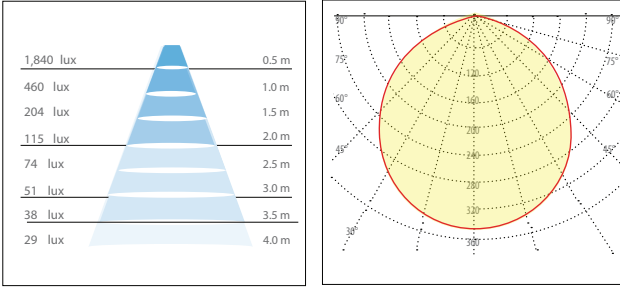 1,840 lux 0.5 m
460 lux 1.0 m
204 lux 1.5 m
115 lux 2.0 m
74 lux 2.5 m
51 lux 3.0 m
38 lux 3.5 m
29 lux 4.0 m
90° 90°
75° 75°
60° 60°
45° 45°
30°
120
160
200
240
280
320
360